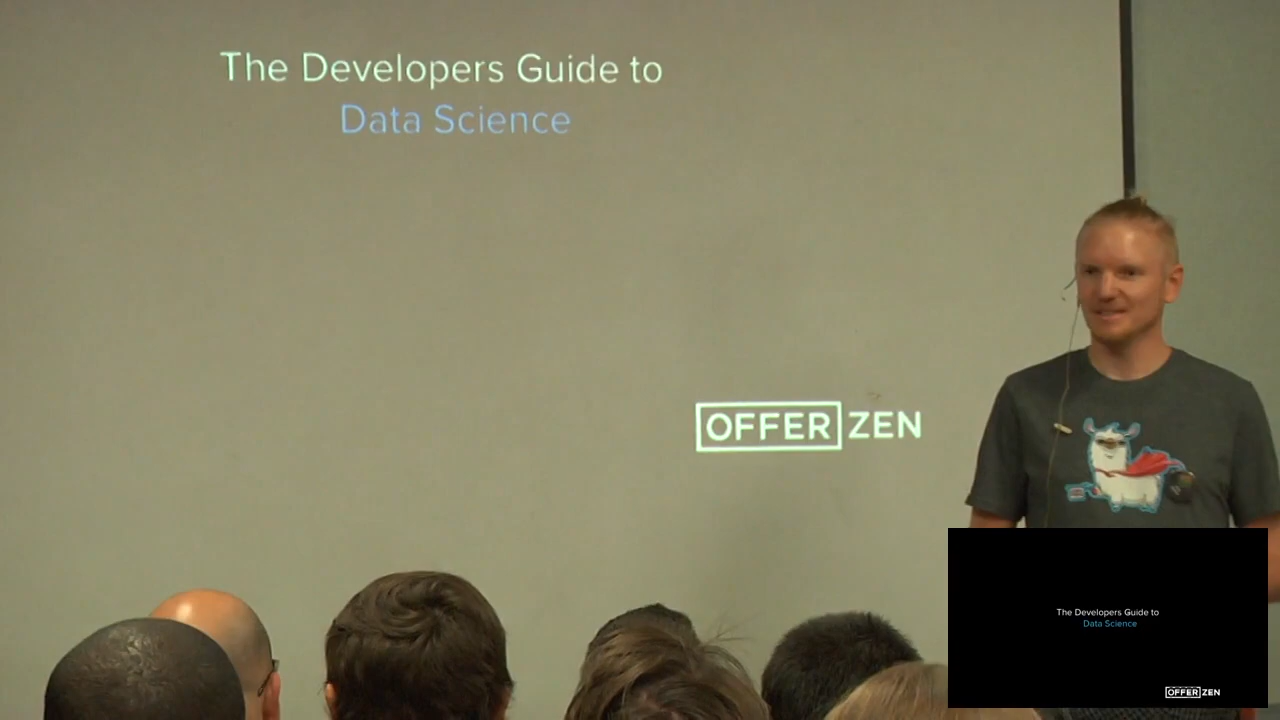 The Developers Guide to
Data Science
OFFER ZEN
The Developers Guide to
Data Science
OFFER ZEN